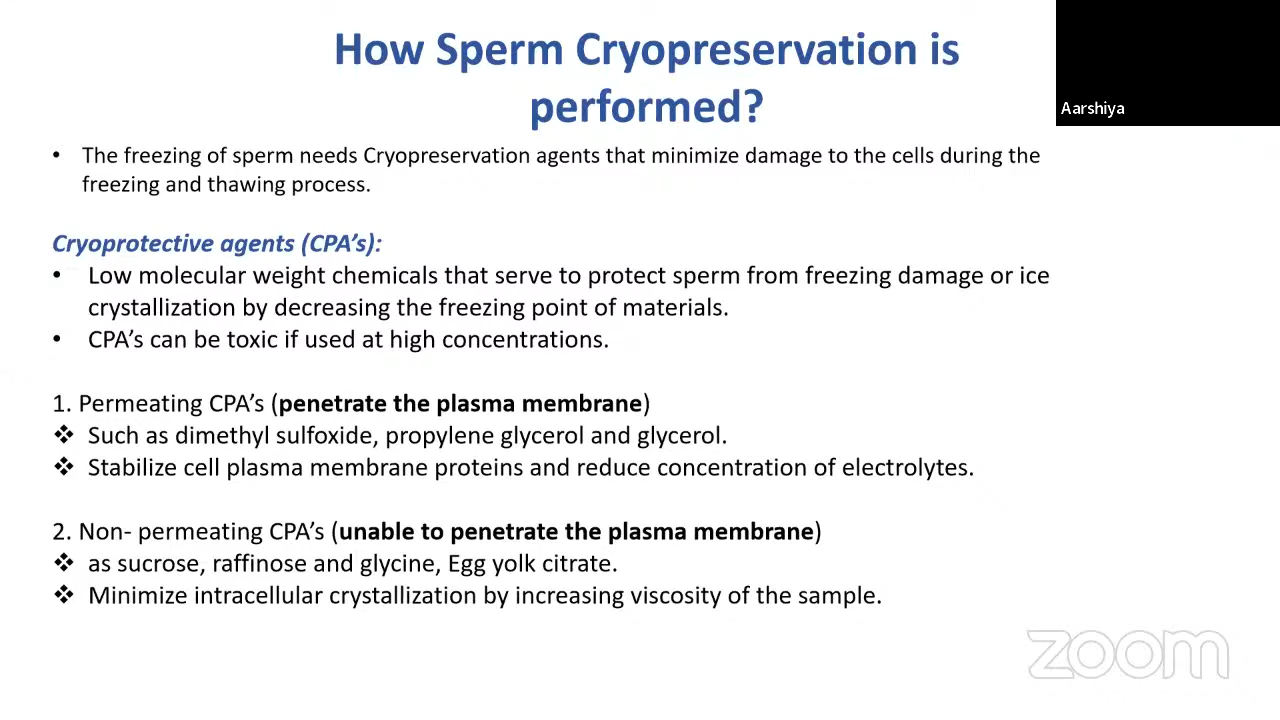 How Sperm Cryopreservation is
performed?
Aarshiya
• The freezing of sperm needs Cryopreservation agents that minimize damage to the cells during the
freezing and thawing process.
Cryoprotective agents (CPA’s):
• Low molecular weight chemicals that serve to protect sperm from freezing damage or ice
crystallization by decreasing the freezing point of materials.
• CPA’s can be toxic if used at high concentrations.
1. Permeating CPA’s (penetrate the plasma membrane)
❖ Such as dimethyl sulfoxide, propylene glycerol and glycerol.
❖ Stabilize cell plasma membrane proteins and reduce concentration of electrolytes.
2. Non- permeating CPA’s (unable to penetrate the plasma membrane)
❖ as sucrose, raffinose and glycine, Egg yolk citrate.
❖ Minimize intracellular crystallization by increasing viscosity of the sample.
zoom